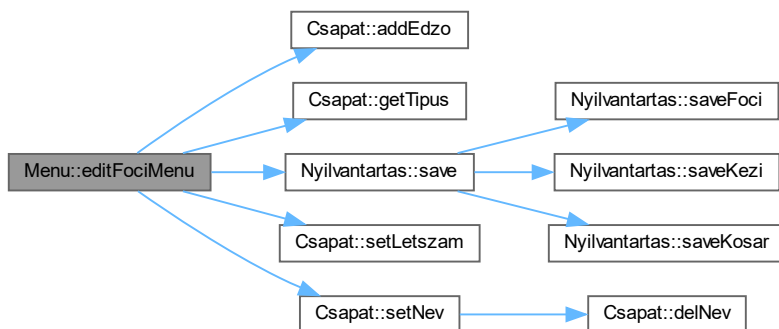 Csapat::addEdzo
Csapat::getTipus
Nyilvantartas::saveFoci
Menu::editFociMenu
Nyilvantartas::save
Nyilvantartas::saveKezi
Csapat::setLetszam
Nyilvantartas::saveKosar
Csapat::setNev
Csapat::delNev